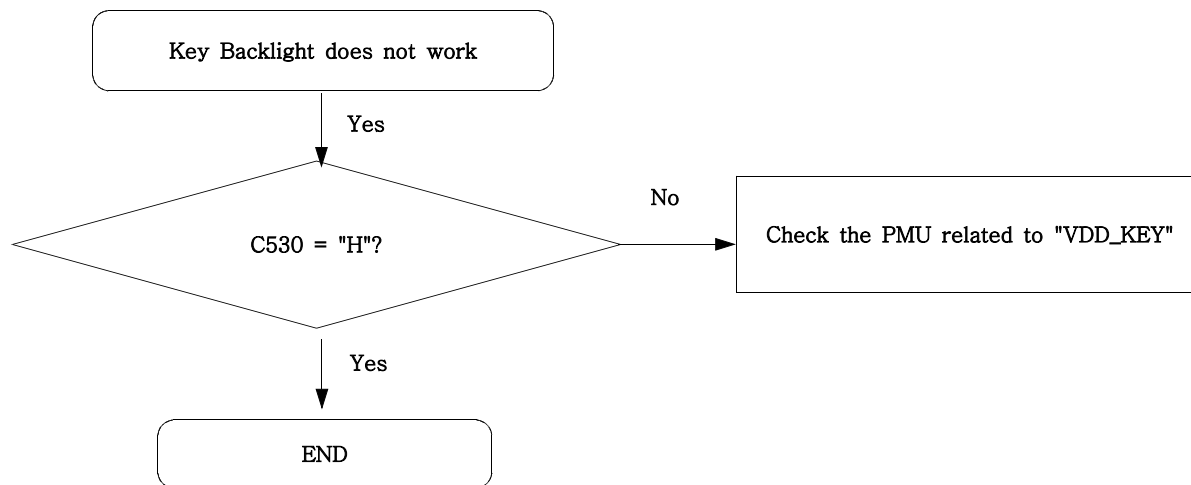 Key Backlight does not work
Yes
C530 = "H"?
No
Check the PMU related to "VDD_KEY"
Yes
END